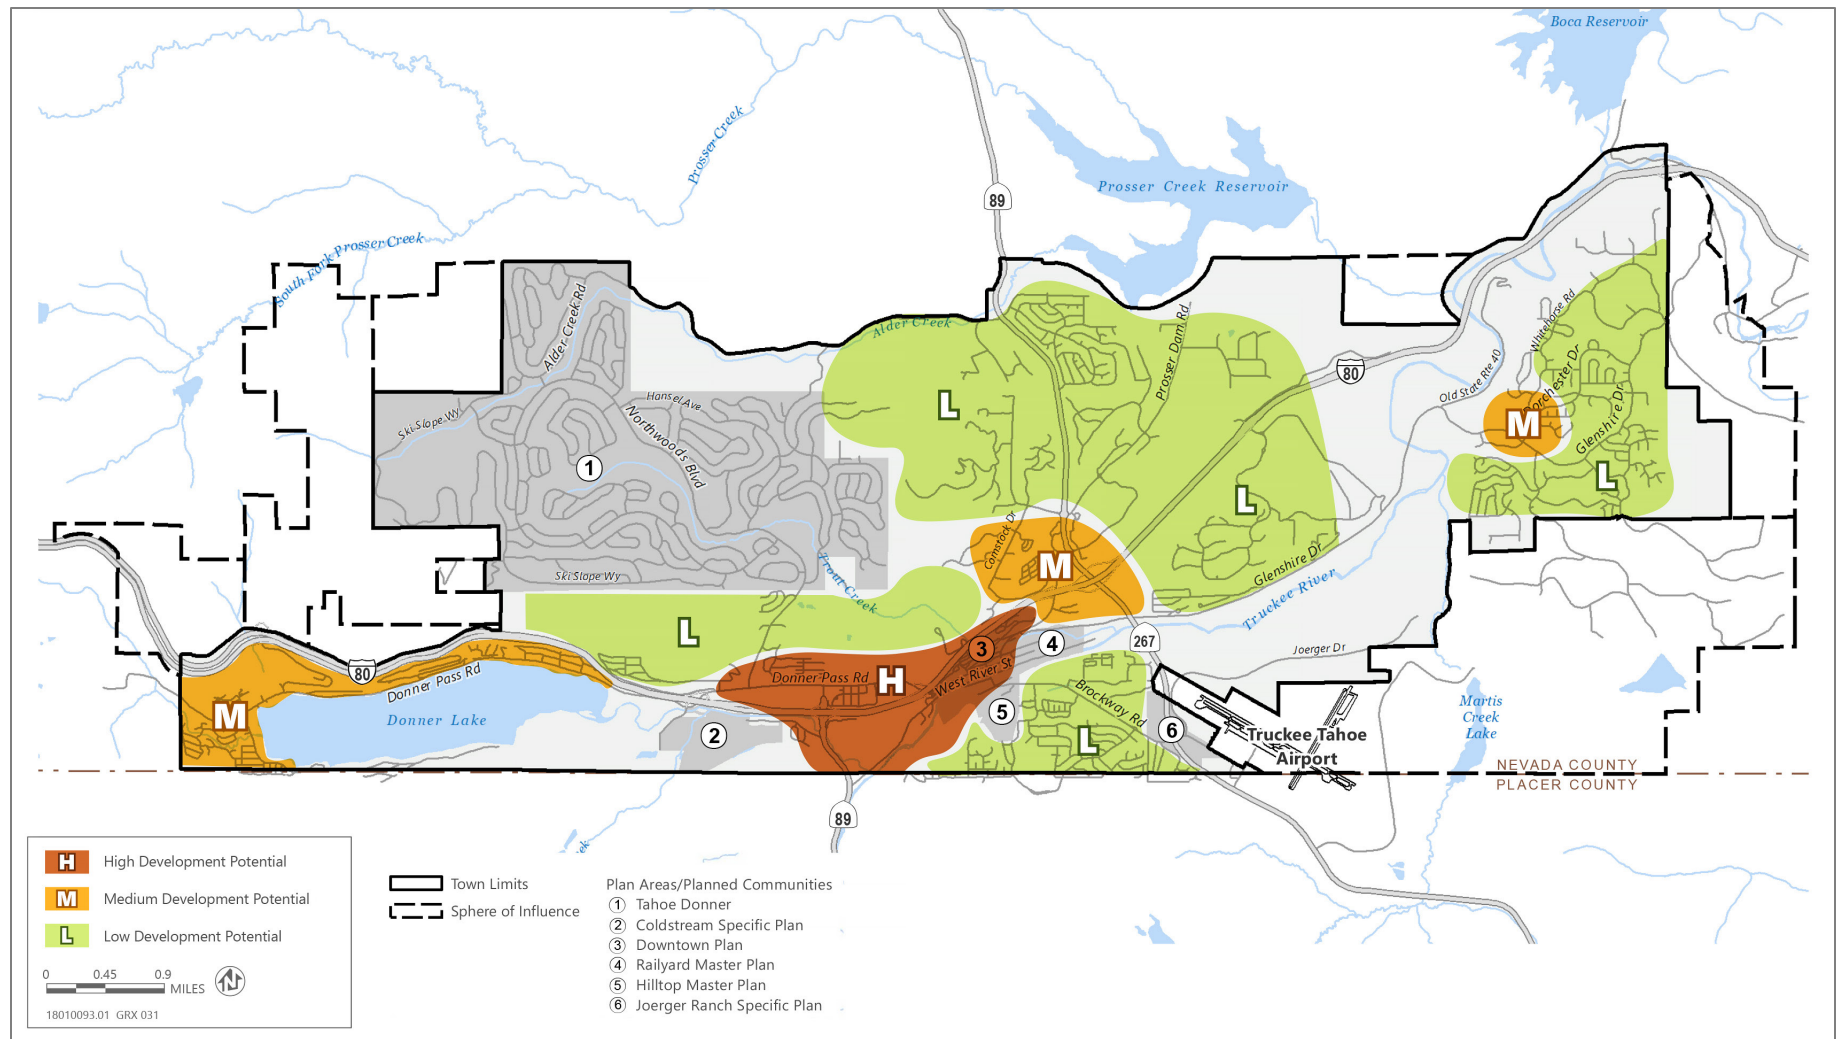 Boca Reservoir
Prosser Creek
Prosser Creek Reservoir
89
South Fork Prosser Creek
Alder Creek Rd
Alder Creek
Prosser Dam Rd
Whitehorse Rd
80
Old State Rte 40
Dorchester Dr
Glenshire Dr
Ski Slope Wy
Hansel Ave
Northwoods Blvd
L
M
1
L
L
Comstock Dr
M
Trout Creek
Ski Slope Wy
Glenshire Dr
Truckee River
L
3
4
267
Joerger Dr
80
Donner Pass Rd
Donner Pass Rd
H
West River St
Brockway Rd
M
Donner Lake
2
5
L
6
Martis
Creek
Lake
Truckee Tahoe
Airport
NEVADA COUNTY
PLACER COUNTY
89
H High Development Potential
M Medium Development Potential
L Low Development Potential
0 0.45 0.9
MILES
18010093.01 GRX 031
Town Limits
Sphere of Influence
Plan Areas/Planned Communities
1 Tahoe Donner
2 Coldstream Specific Plan
3 Downtown Plan
4 Railyard Master Plan
5 Hilltop Master Plan
6 Joerger Ranch Specific Plan